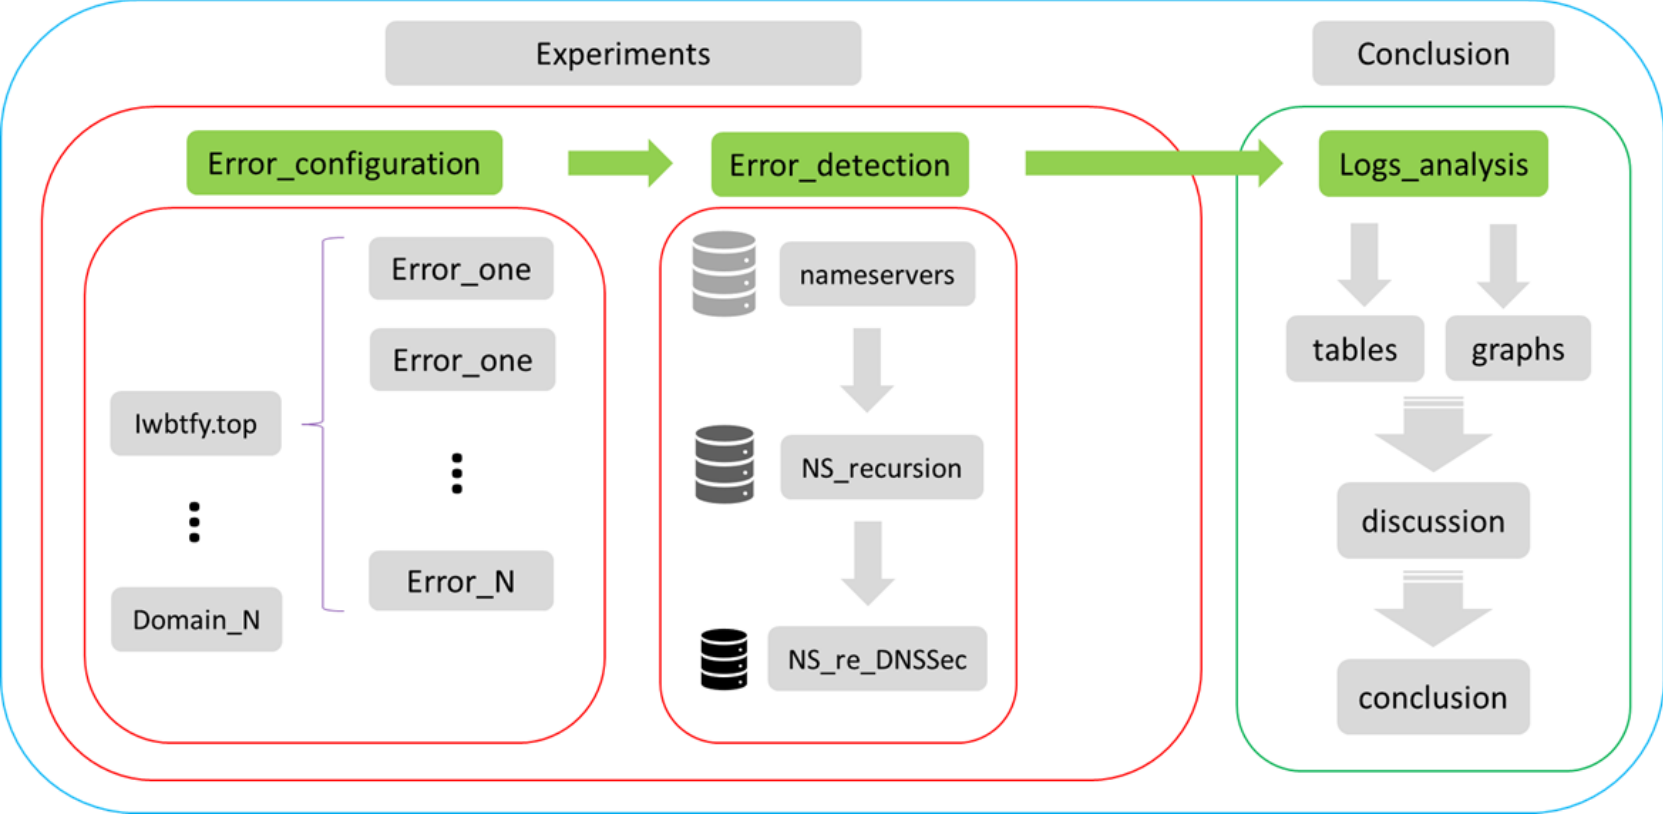 Experiments
Conclusion
Error_configuration
Error_detection
Logs_analysis
Error_one
Error_one
Iwbtfy.top
Error_N
Domain_N
nameservers
NS_recursion
NS_re_DNSSec
tables
graphs
discussion
conclusion